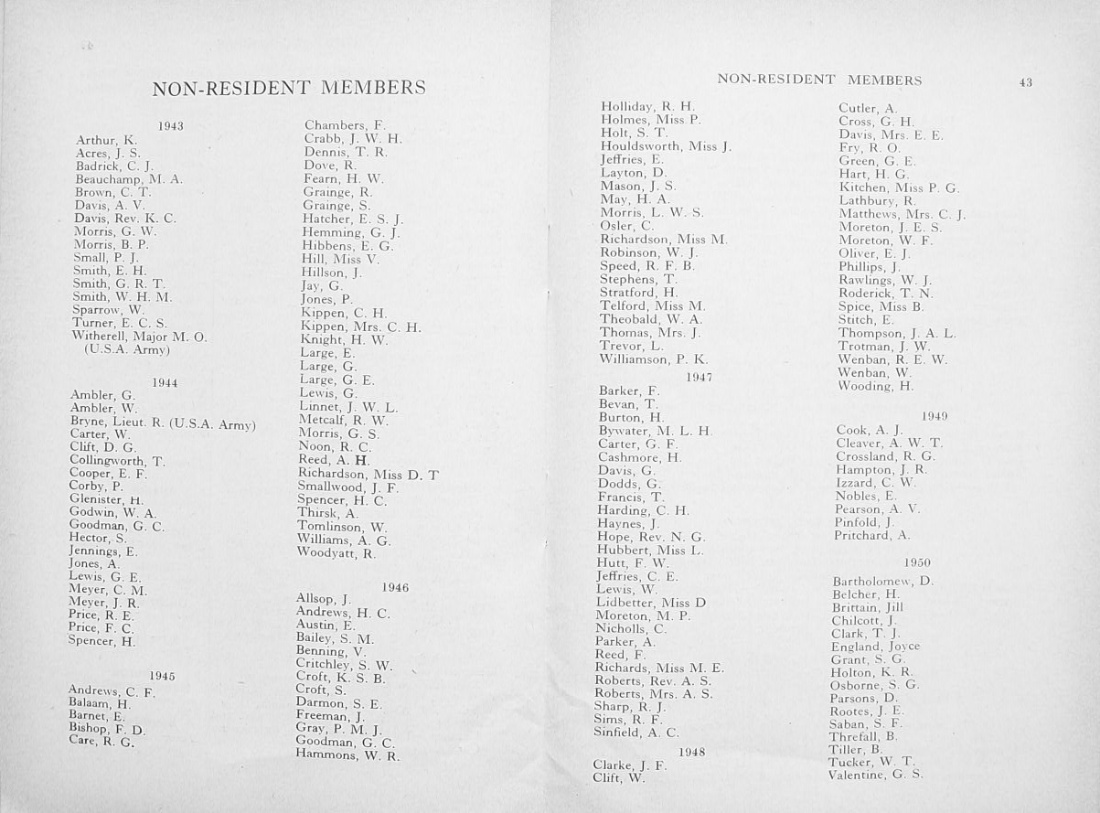 NON-RESIDENT MEMBERS
1943
Arthur, K.
Acres, J. S.
Badrick, C. J.
Beauchamp, M. A.
Brown, C. T.
Davis, A. V.
Davis, Rev. K. C.
Morris, G. W.
Morris, B. P.
Small, P. J.
Smith, E. H.
Smith, G. R. T.
Smith, W. H. M.
Sparrow, W.
Turner, E. C. S.
Witherell, Major M. O.
(U.S.A. Army)
1944
Ambler, G.
Ambler, W.
Bryne, Lieut. R. (U.S.A. Army)
Carter, W.
Clift, D. G.
Collingworth, T.
Cooper, E. F.
Corby, P.
Glenister, H.
Godwin, W. A.
Goodman, G. C.
Hector, S.
Jennings, E.
Jones, A.
Lewis, G. E.
Meyer, C. M.
Meyer, J. R.
Price, R. E.
Price, F. C.
Spencer, H.
1945
Andrews, C. F.
Balaam, H.
Barnet, E.
Bishop, F. D.
Care, R. G.
Chambers, F.
Crabb, J. W. H.
Dennis, T. R.
Dove, R.
Fearn, H. W.
Grainge, R.
Grainge, S.
Hatcher, E. S. J.
Hemming, G. J.
Hibbens, E. G.
Hill, Miss V.
Hillson, J.
Jay, G.
Jones, P.
Kippen, C. H.
Kippen, Mrs. C. H.
Knight, H. W.
Large, E.
Large, G.
Large, G. E.
Lewis, G.
Linnet, J. W. L.
Metcalf, R. W.
Morris, G. S.
Noon, R. C.
Reed, A. H.
Richardson, Miss D. T
Smallwood, J. F.
Spencer, H. C.
Thirsk, A.
Tomlinson, W.
Williams, A. G.
Woodyatt, R.
1946
Allsop, J.
Andrews, H. C.
Austin, E.
Bailey, S. M.
Benning, V.
Critchley, S. W.
Croft, K. S. B.
Croft, S.
Darmon, S. E.
Freeman, J.
Gray, P. M. J.
Goodman, G. C.
Hammons, W. R.
NON-RESIDENT MEMBERS 43
Holliday, R. H.
Holmes, Miss P.
Holt, S. T.
Houldsworth, Miss J.
Jeffries, E.
Layton, D.
Mason, J. S.
May, H. A.
Morris, L. W. S.
Osler, C.
Richardson, Miss M.
Robinson, W. J.
Speed, R. F. B.
Stephens, T.
Stratford, H.
Telford, Miss M.
Theobald, W. A.
Thomas, Mrs. J.
Trevor, L.
Williamson, P. K.
1947
Barker, F.
Bevan, T.
Burton, H.
Bywater, M. L. H.
Carter, G. F.
Cashmore, H.
Davis, G.
Dodds, G.
Francis, T.
Harding, C. H.
Haynes, J.
Hope, Rev. N. G.
Hubbert, Miss L.
Hutt, F. W.
Jeffries, C. E.
Lewis, W.
Lidbetter, Miss D
Moreton, M. P.
Nicholls, C.
Parker, A.
Reed, F.
Richards, Miss M. E.
Roberts, Rev. A. S.
Roberts, Mrs. A. S.
Sharp, R. J.
Sims, R. F.
Sinfield, A. C.
1948
Clarke, J. F.
Clift, W.
Cutler, A.
Cross, G. H.
Davis, Mrs. E. E.
Fry, R. O.
Green, G. E.
Hart, H. G.
Kitchen, Miss P. G.
Lathbury, R.
Matthews, Mrs. C. J.
Moreton, J. E. S.
Moreton, W. F.
Oliver, E. J.
Phillips, J.
Rawlings, W. J.
Roderick, T. N.
Spice, Miss B.
Stitch, E.
Thompson, J. A. L.
Trotman, J. W.
Wenban, R. E. W.
Wenban, W.
Wooding, H.
1949
Cook, A. J.
Cleaver, A. W. T.
Crossland, R. G.
Hampton, J. R.
Izzard, C. W.
Nobles, E.
Pearson, A. V.
Pinfold, J.
Pritchard, A.
1950
Bartholomew, D.
Belcher, H.
Brittain, Jill
Chilcott, J.
Clark, T. J.
England, Joyce
Grant, S. G.
Holton, K. R.
Osborne, S. G.
Parsons, D.
Rootes, J. E.
Saban, S. F.
Threfall, B.
Tiller, B.
Tucker, W. T.
Valentine, G. S.